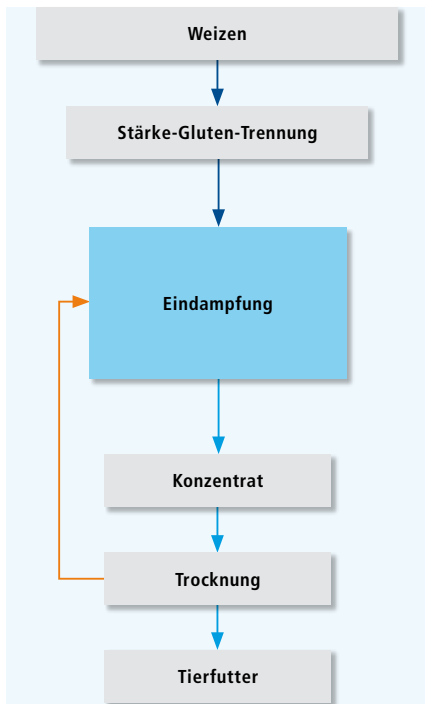 Weizen
Stärke-Gluten-Trennung
Eindampfung
Konzentrat
Trocknung
Tierfutter